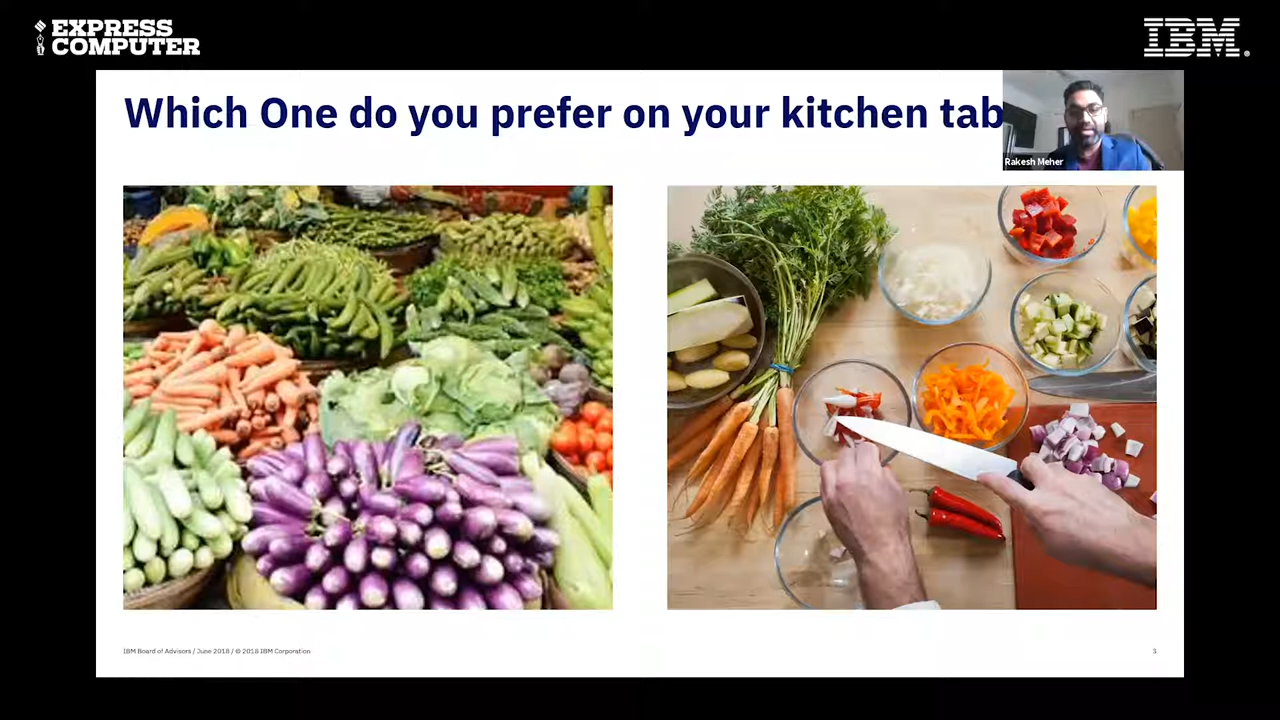 EXPRESS
COMPUTER
IBM
Which One do you prefer on your kitchen tab
Rakesh Meher
IBM Board of Advisors / June 2018 / © 2018 IBM Corporation
3